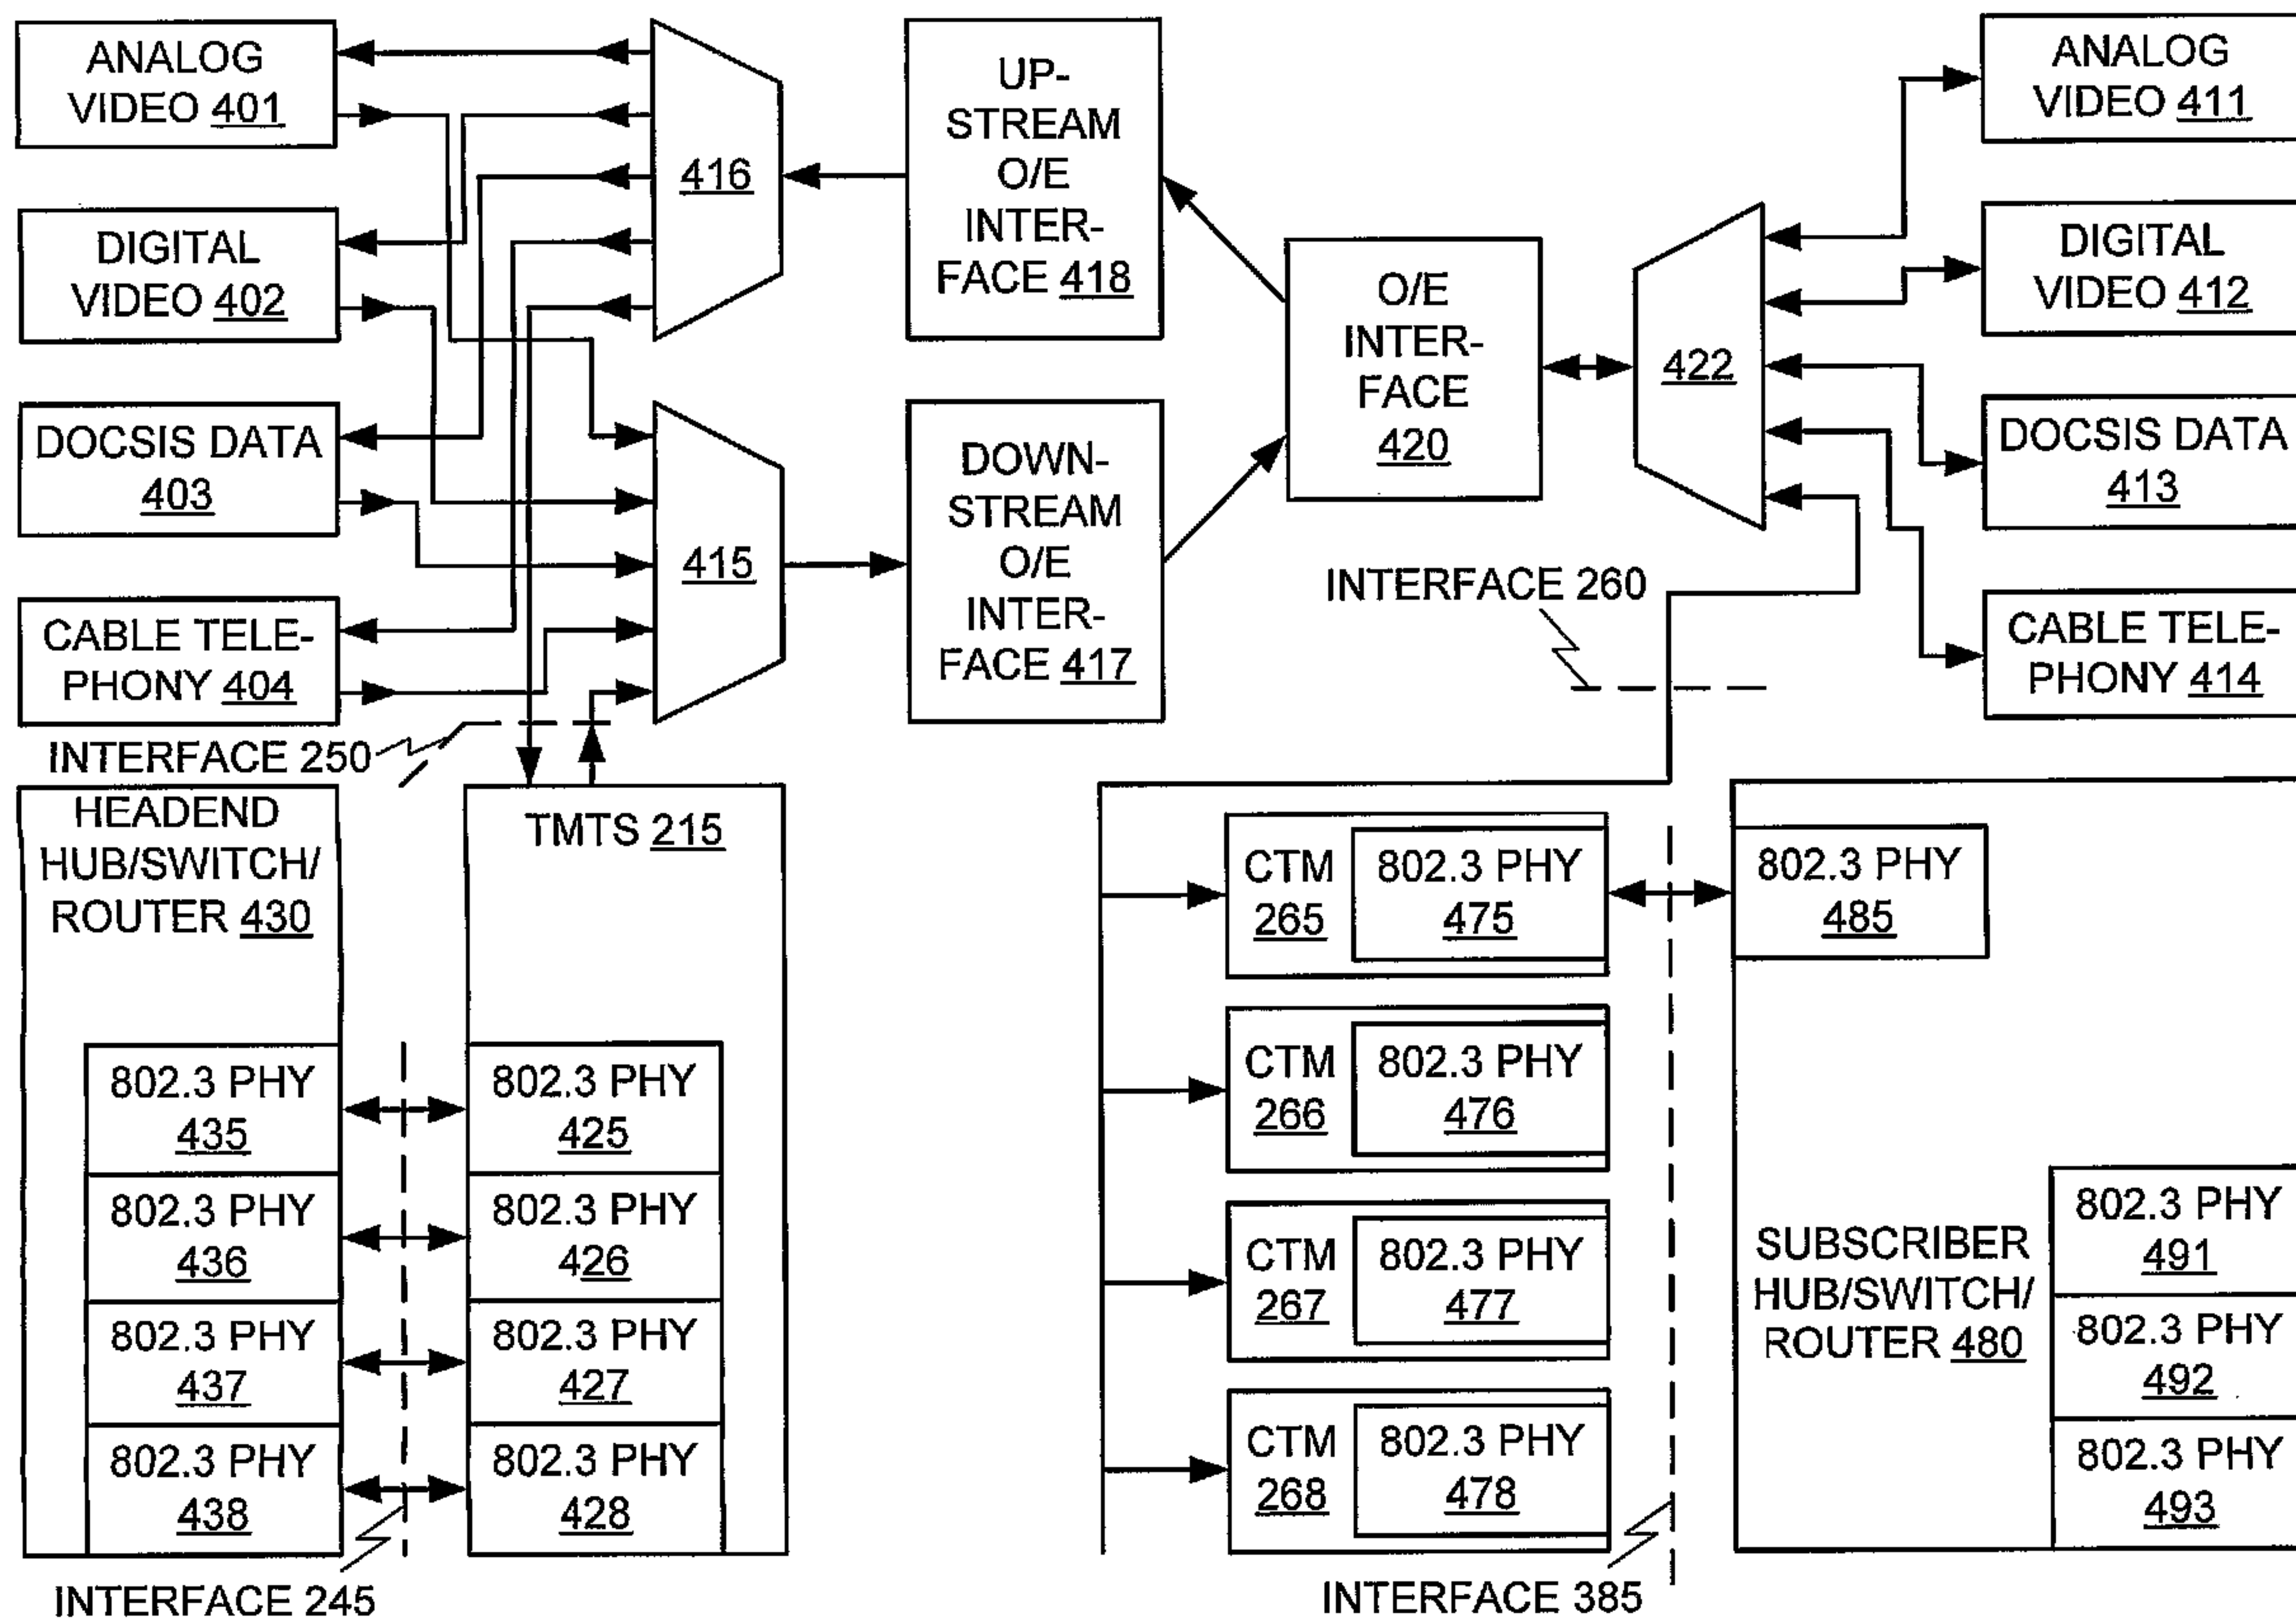 ANALOG
VIDEO 401
DIGITAL
VIDEO 402
DOCSIS DATA
403
CABLE TELE-
PHONY 404
416
415
UP-
STREAM
O/E
INTER-
FACE 418
DOWN-
STREAM
O/E
INTER-
FACE 417
O/E
INTER-
FACE
420
422
ANALOG
VIDEO 411
DIGITAL
VIDEO 412
DOCSIS DATA
413
CABLE TELE-
PHONY 414
INTERFACE 260
INTERFACE 250
HEADEND
HUB/SWITCH/
ROUTER 430
802.3 PHY
435
802.3 PHY
436
802.3 PHY
437
802.3 PHY
438
TMTS 215
802.3 PHY
425
802.3 PHY
426
802.3 PHY
427
802.3 PHY
428
INTERFACE 245
CTM
265
802.3 PHY
475
CTM
266
802.3 PHY
476
CTM
267
802.3 PHY
477
CTM
268
802.3 PHY
478
INTERFACE 385
802.3 PHY
485
SUBSCRIBER
HUB/SWITCH/
ROUTER 480
802.3 PHY
491
802.3 PHY
492
802.3 PHY
493